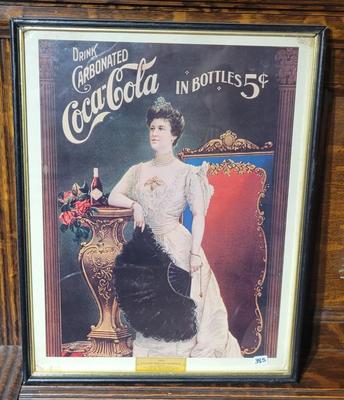 DRINK
CARBONATED
Coca-Cola
IN BOTTLES 5¢